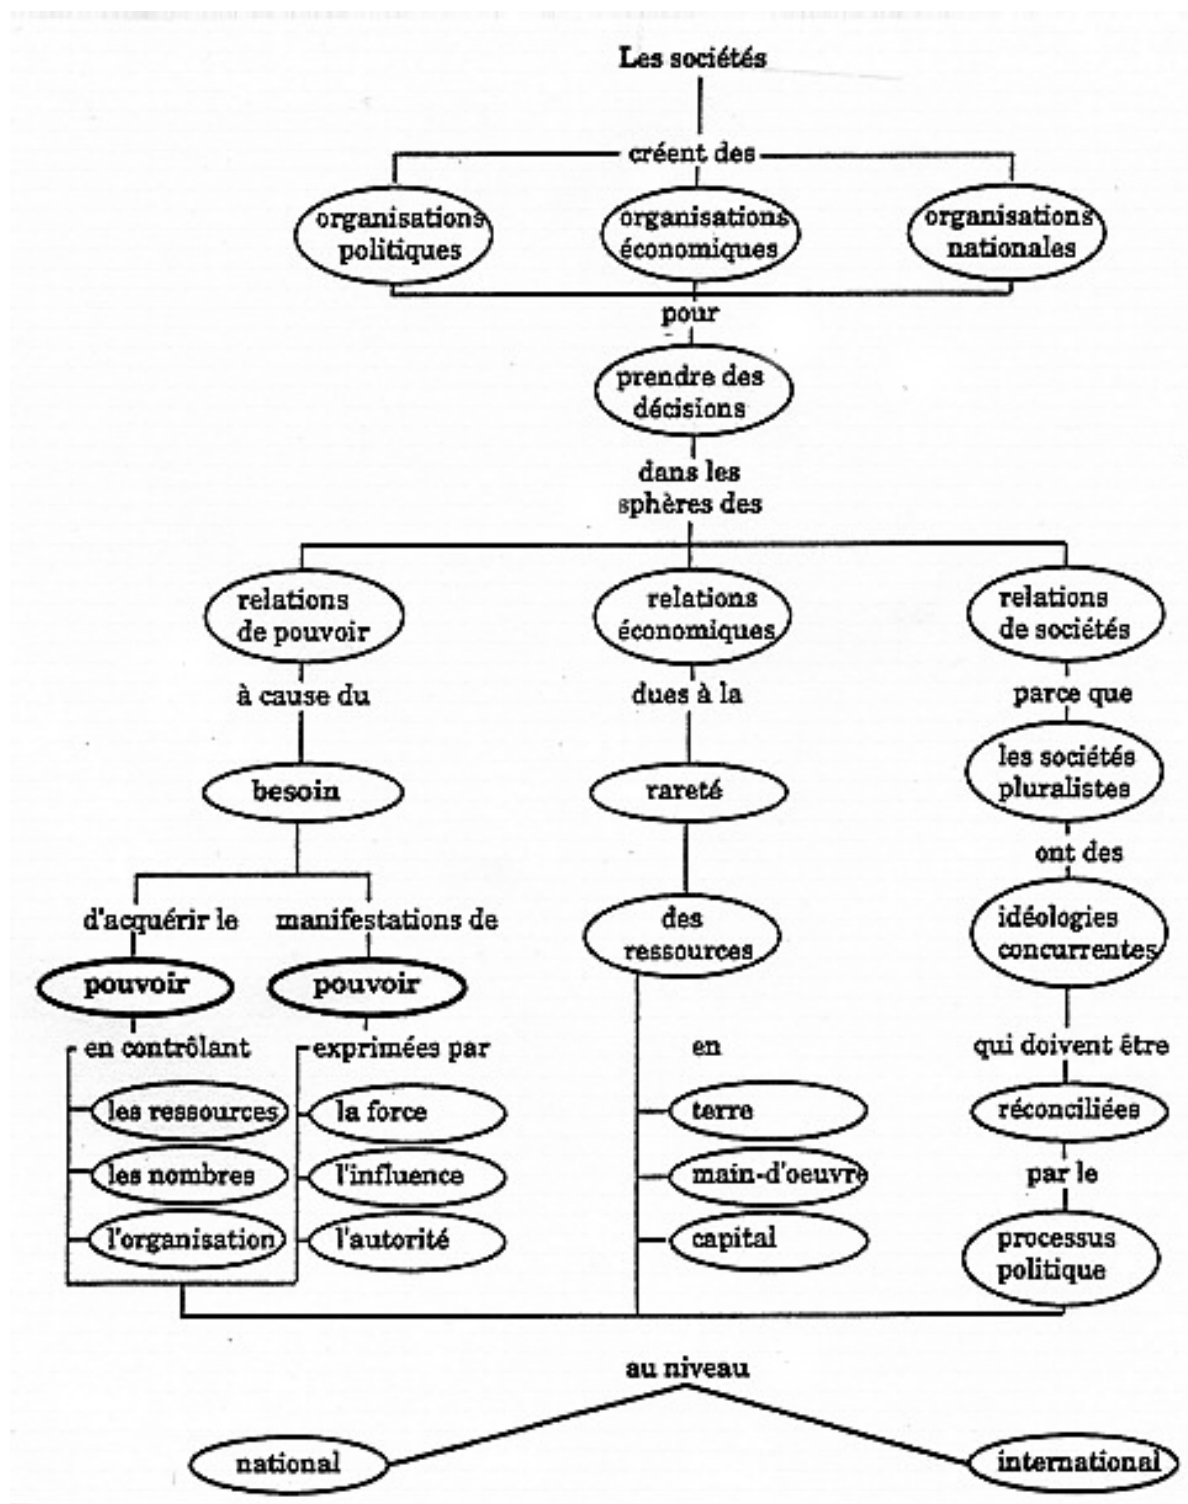 Les sociétés
créent des
organisations
politiques
organisations
économiques
organisations
nationales
pour
prendre des
décisions
dans les
sphères des
relations
de pouvoir
relations
économiques
relations
de sociétés
à cause du
dues à la
parce que
besoin
rareté
les sociétés
pluralistes
ont des
d'acquérir le
manifestations de
des
ressources
idéologies
concurrentes
pouvoir
pouvoir
en contrôlant
exprimées par
en
qui doivent être
les ressources
la force
terre
réconciliées
les nombres
l'influence
main-d'oeuvre
par le
l'organisation
l'autorité
capital
processus
politique
au niveau
national
international